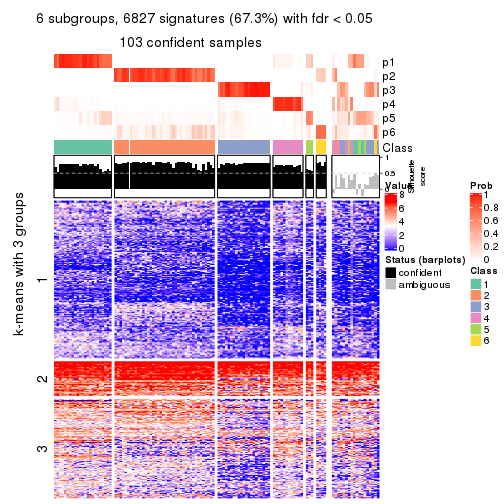 6 subgroups, 6827 signatures (67.3%) with fdr < 0.05
103 confident samples
p1
p2
p3
p4
p5
p6
Class
1
0.5
0
Silhouette
score
k-means with 3 groups
1
2
3
Value
8
6
4
2
0
Status (barplots)
confident
ambiguous
Prob
1
0.8
0.6
0.4
0.2
0
Class
1
2
3
4
5
6